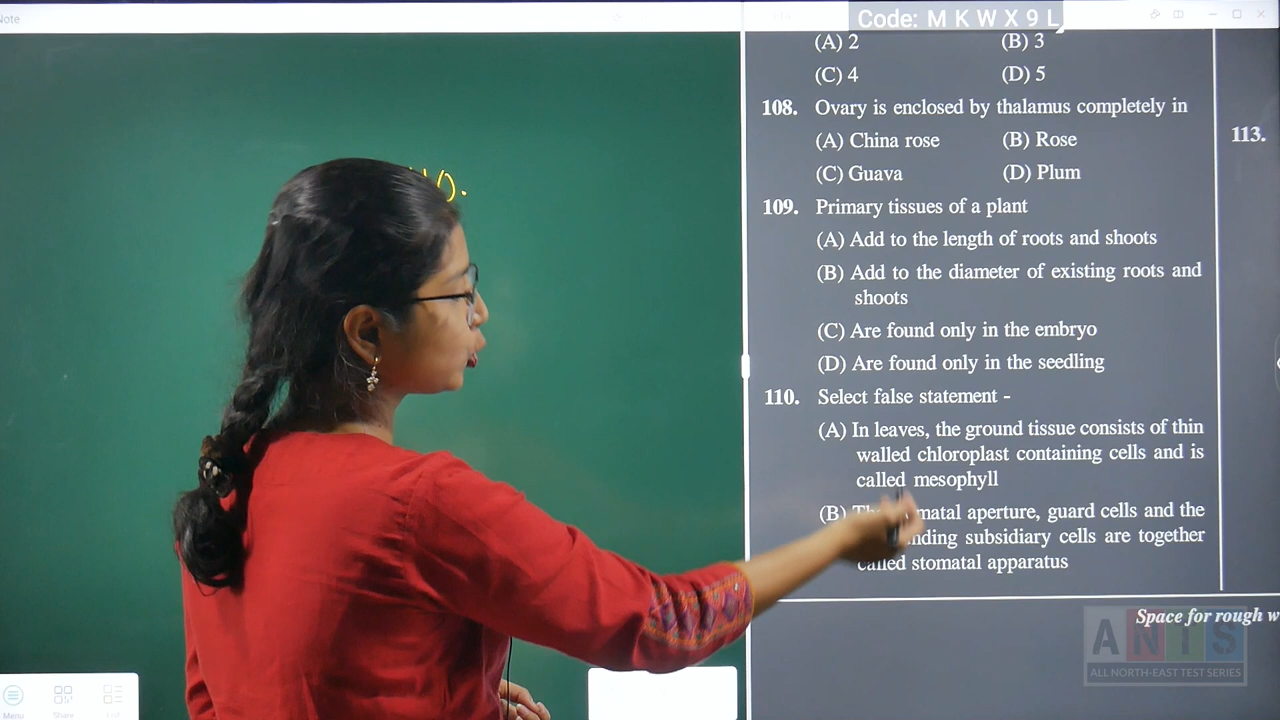 Note
Code: M K W X 9 L
(A) 2 (B) 3
(C) 4 (D) 5
108. Ovary is enclosed by thalamus completely in
(A) China rose (B) Rose
(C) Guava (D) Plum
113.
109. Primary tissues of a plant
(A) Add to the length of roots and shoots
(B) Add to the diameter of existing roots and
shoots
(C) Are found only in the embryo
(D) Are found only in the seedling
110. Select false statement -
(A) In leaves, the ground tissue consists of thin
walled chloroplast containing cells and is
called mesophyll
(B) aperture, guard cells and the
subsidiary cells are together
called stomatal apparatus
Space for rough
ANTS
ALL NORTH-EAST TEST SERIES
Menu Share